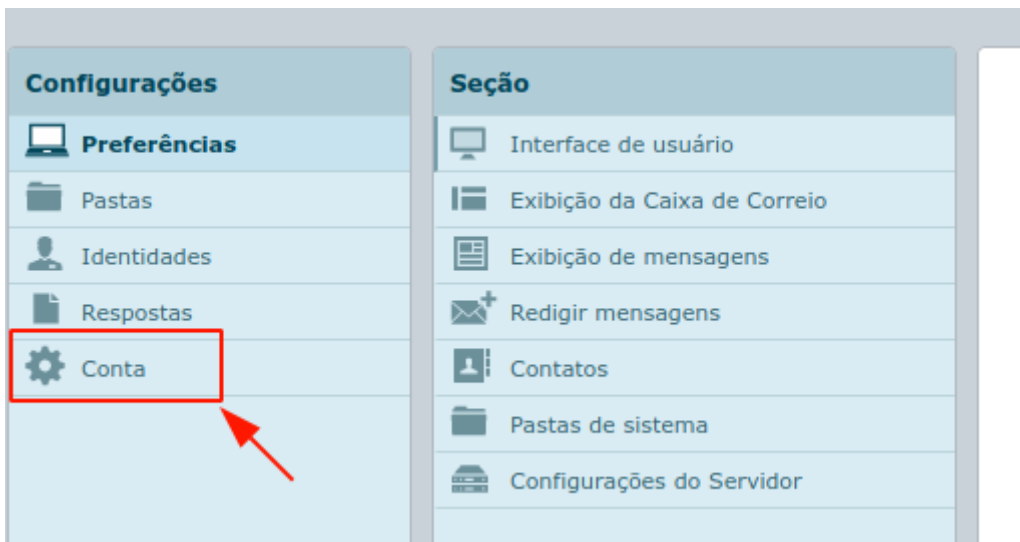 Configurações
Preferências
Pastas
Identidades
Respostas
Conta
Seção
Interface de usuário
Exibição da Caixa de Correio
Exibição de mensagens
Redigir mensagens
Contatos
Pastas de sistema
Configurações do Servidor